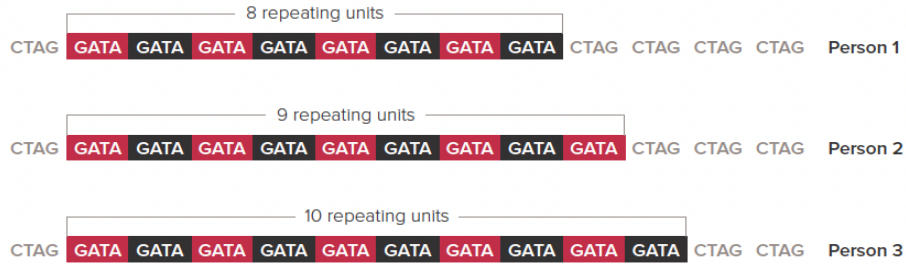 8 repeating units
CTAG GATA GATA GATA GATA GATA GATA GATA GATA CTAG CTAG CTAG CTAG Person 1
9 repeating units
CTAG GATA GATA GATA GATA GATA GATA GATA GATA GATA CTAG CTAG CTAG Person 2
10 repeating units
CTAG GATA GATA GATA GATA GATA GATA GATA GATA GATA GATA CTAG CTAG Person 3